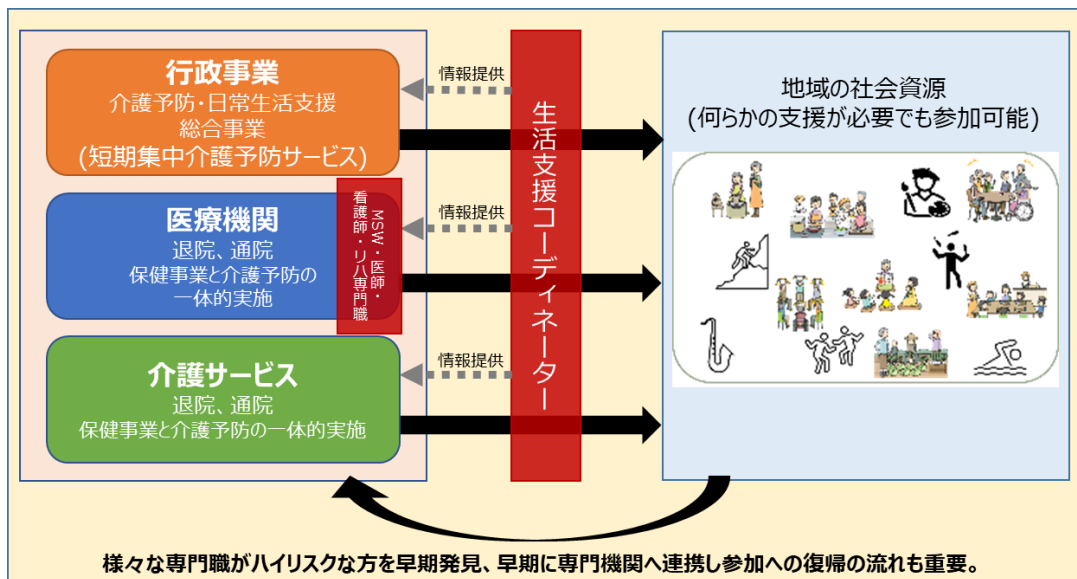 行政事業
介護予防・日常生活支援
総合事業
(短期集中介護予防サービス)
医療機関
退院、通院
保健事業と介護予防の
一体的実施
MSW・医師・
看護師・リハ専門職
介護サービス
退院、通院
保健事業と介護予防の一体的実施
情報提供
情報提供
情報提供
生活支援コーディネーター
地域の社会資源
(何らかの支援が必要でも参加可能)
様々な専門職がハイリスクな方を早期発見、早期に専門機関へ連携し参加への復帰の流れも重要。